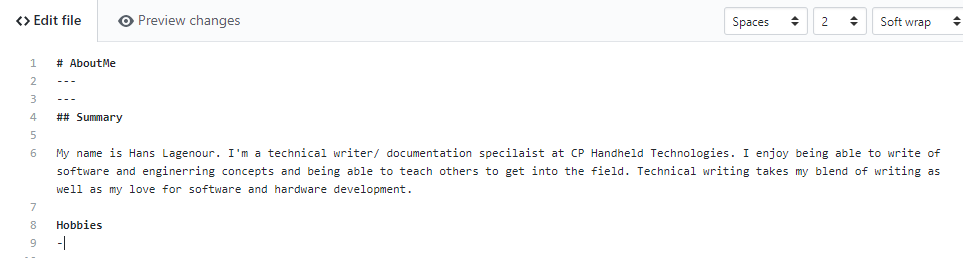 Edit file Preview changes Spaces 2 Soft wrap
1 # AboutMe
2 ---
3 ---
4 ## Summary
5
6 My name is Hans Lagenour. I'm a technical writer/ documentation specilaist at CP Handheld Technologies. I enjoy being able to write of
software and enginerring concepts and being able to teach others to get into the field. Technical writing takes my blend of writing as
well as my love for software and hardware development.
7
8 Hobbies
9 -